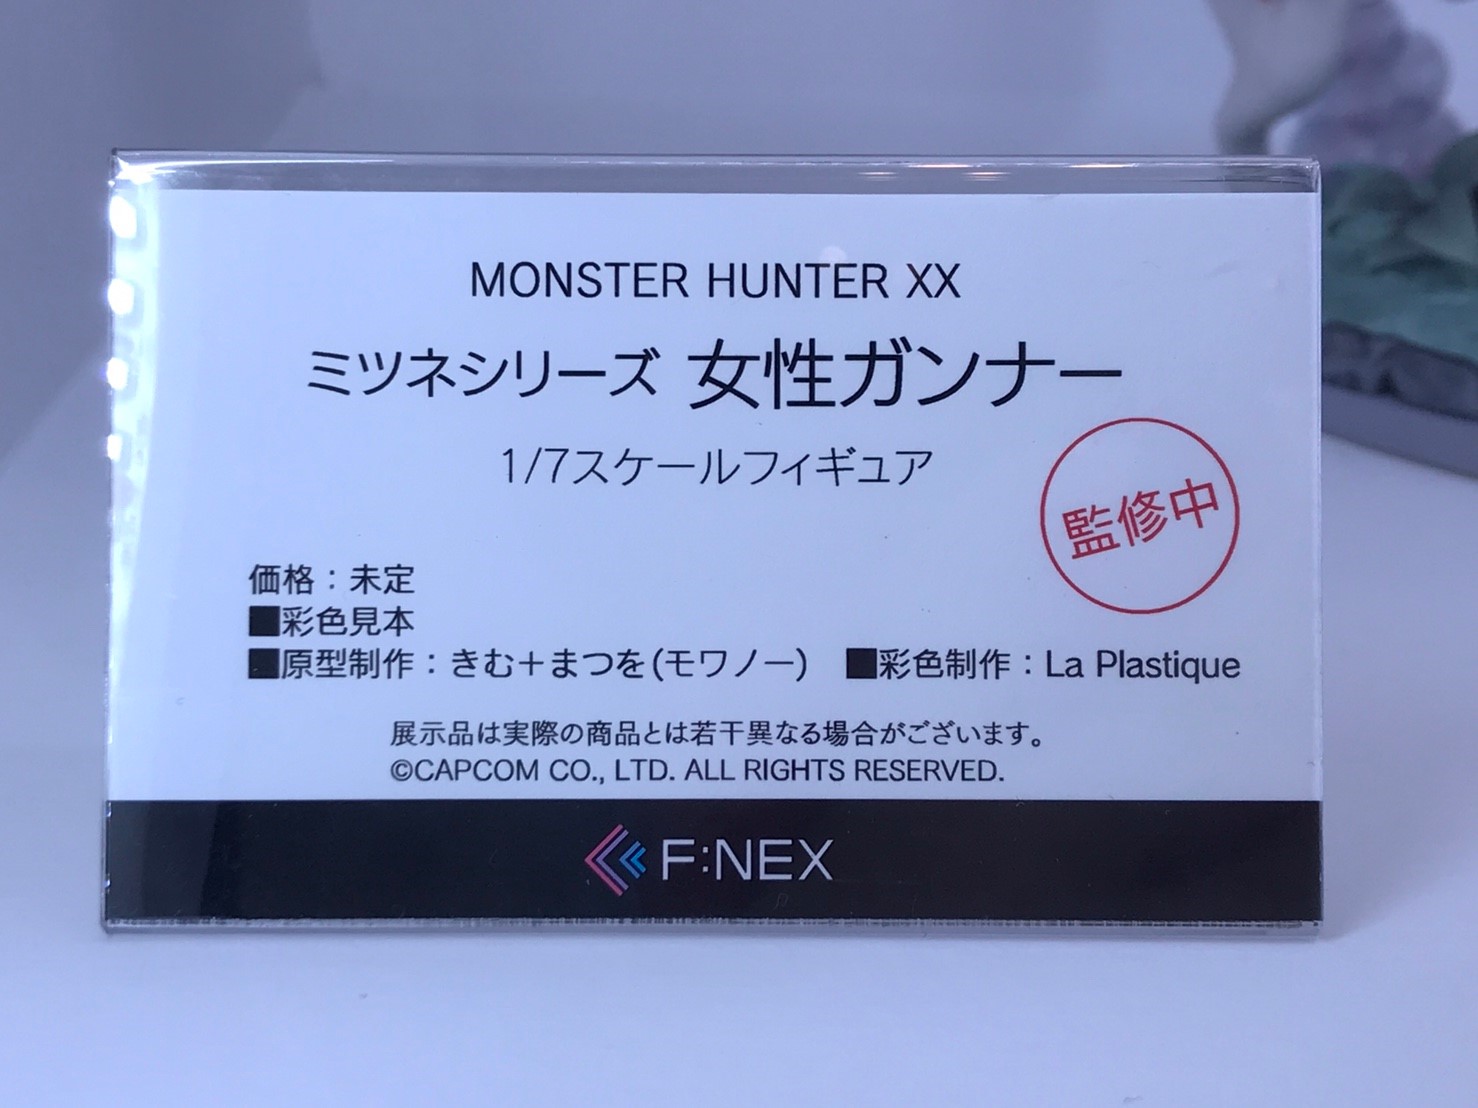 MONSTER HUNTER XX
ミツネシリーズ 女性ガンナー
1/7スケールフィギュア
監修中
価格：未定
■彩色見本
■原型制作：きむ＋まつを(モワノー)　■彩色制作：La Plastique
展示品は実際の商品とは若干異なる場合がございます。
©CAPCOM CO., LTD. ALL RIGHTS RESERVED.
F:NEX